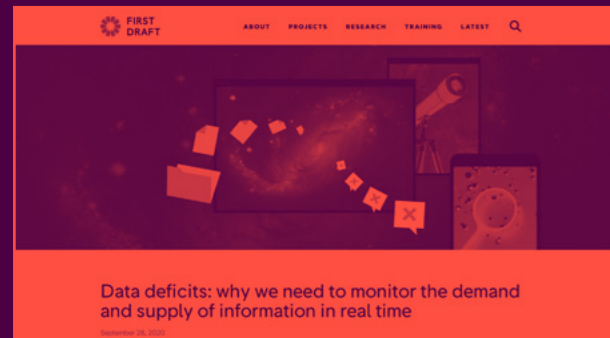 FIRST
DRAFT
ABOUT PROJECTS RESEARCH TRAINING LATEST
Data deficits: why we need to monitor the demand
and supply of information in real time
September 28, 2020